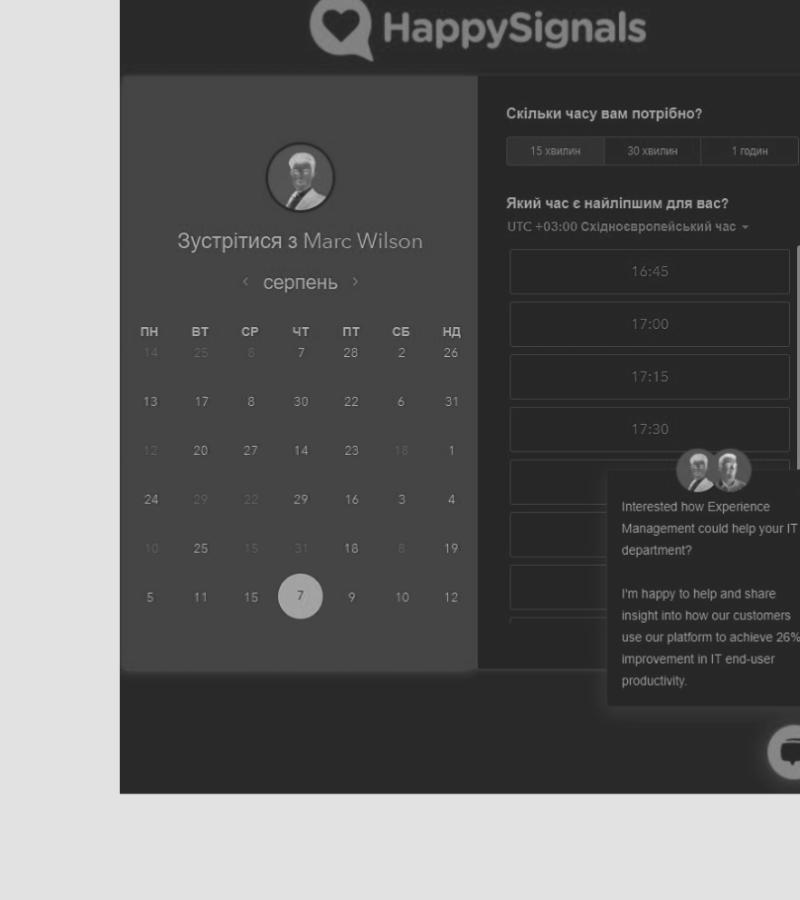 HappySignals
Зустрітися з Marc Wilson
серпень
ПН ВТ СР ЧТ ПТ СБ НД
14 25 6 7 28 2 26
13 17 8 30 22 6 31
12 20 27 14 23 18 1
24 29 22 29 16 3 4
10 25 15 31 18 8 19
5 11 15 7 9 10 12
Скільки часу вам потрібно?
15 хвилин 30 хвилин 1 годин
Який час є найліпшим для вас?
UTC +03:00 Східноєвропейський час
16:45
17:00
17:15
17:30
Interested how Experience
Management could help your IT
department?
I'm happy to help and share
insight into how our customers
use our platform to achieve 26%
improvement in IT end-user
productivity.